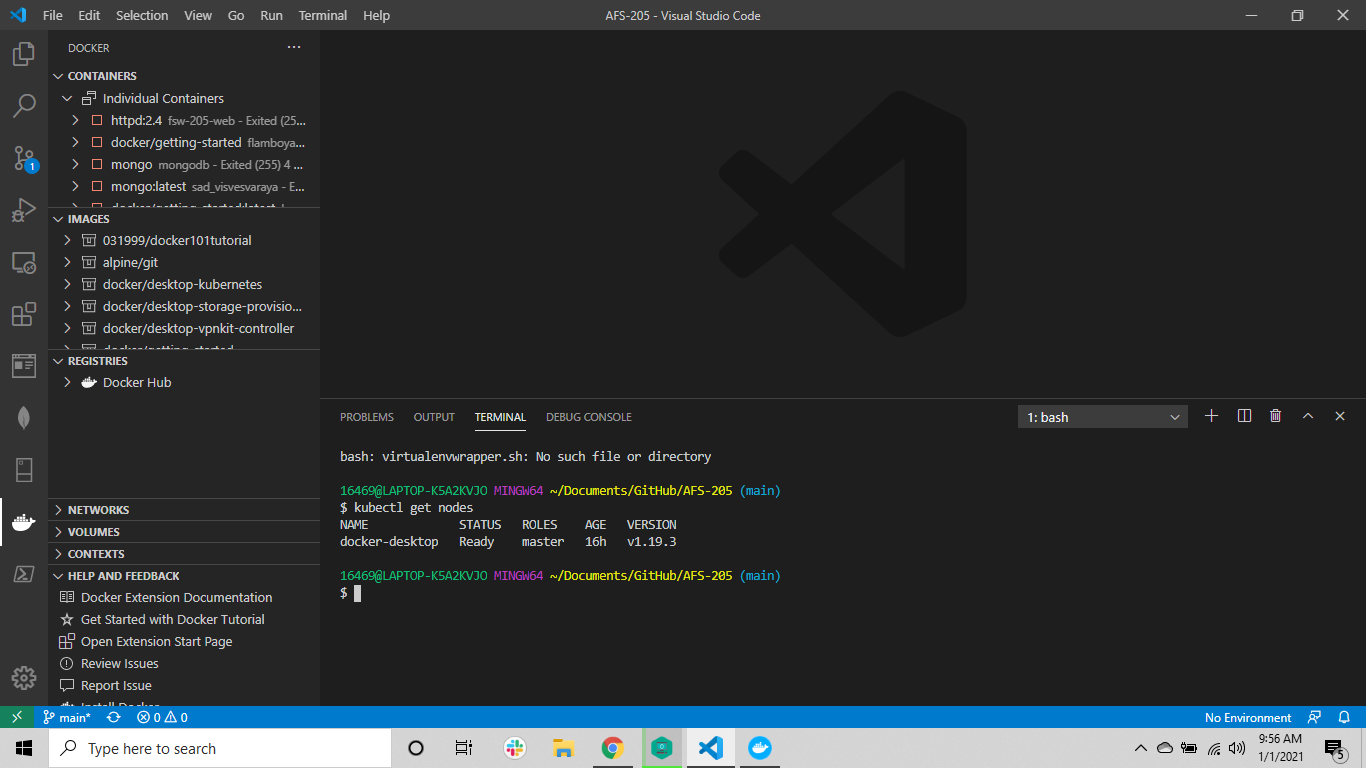 File Edit Selection View Go Run Terminal Help AFS-205 - Visual Studio Code
DOCKER ...
CONTAINERS
Individual Containers
httpd:2.4 fsw-205-web - Exited (25...
docker/getting-started flamboya...
mongo mongodb - Exited (255) 4 ...
mongo:latest sad_visvesvaraya - E...
IMAGES
031999/docker101tutorial
alpine/git
docker/desktop-kubernetes
docker/desktop-storage-provisio...
docker/desktop-vpnkit-controller
docker/getting-started
REGISTRIES
Docker Hub
NETWORKS
VOLUMES
CONTEXTS
HELP AND FEEDBACK
Docker Extension Documentation
Get Started with Docker Tutorial
Open Extension Start Page
Review Issues
Report Issue
Install Docker
1
PROBLEMS OUTPUT TERMINAL DEBUG CONSOLE 1: bash
bash: virtualenvwrapper.sh: No such file or directory
16469@LAPTOP-K5A2KVJO MINGW64 ~/Documents/GitHub/AFS-205 (main)
$ kubectl get nodes
NAME STATUS ROLES AGE VERSION
docker-desktop Ready master 16h v1.19.3
16469@LAPTOP-K5A2KVJO MINGW64 ~/Documents/GitHub/AFS-205 (main)
$
main* 0 0 No Environment
Type here to search
9:56 AM
1/1/2021
5